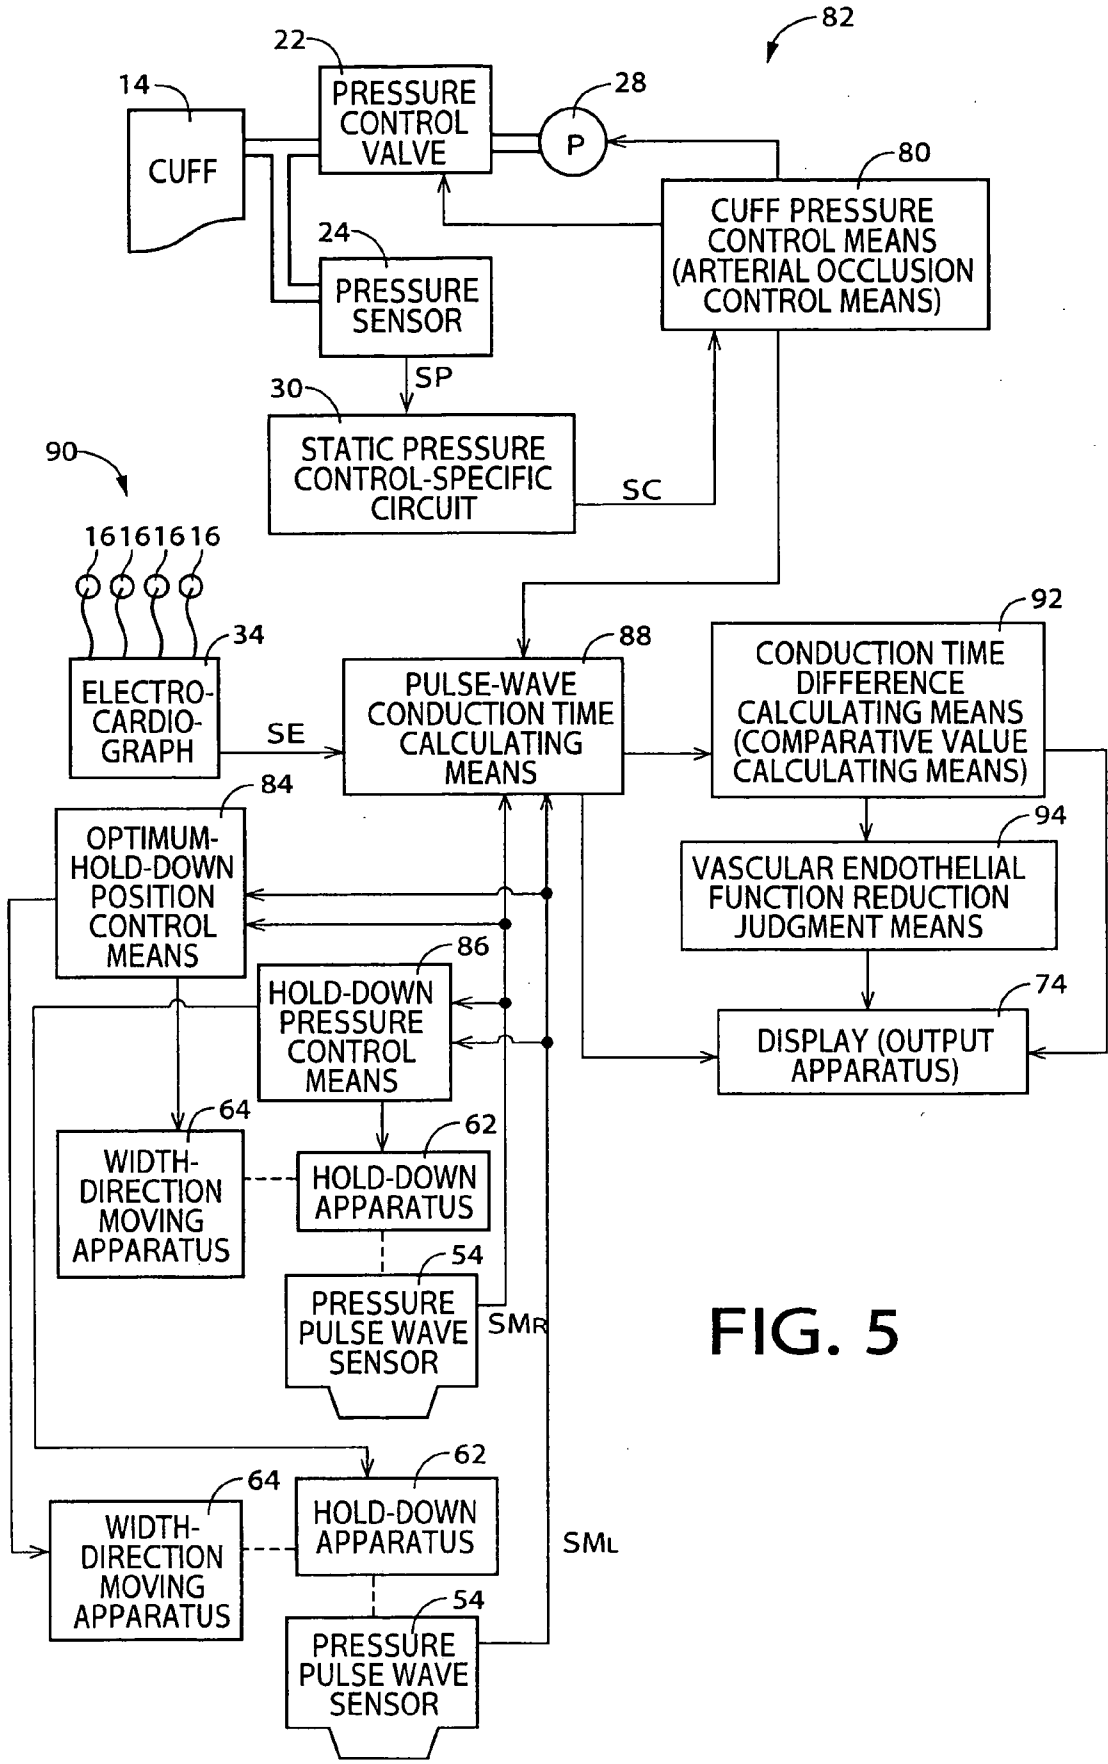 82
22
14
PRESSURE
CONTROL
VALVE
28
P
CUFF
80
CUFF PRESSURE
CONTROL MEANS
(ARTERIAL OCCLUSION
CONTROL MEANS)
24
PRESSURE
SENSOR
SP
30
STATIC PRESSURE
CONTROL-SPECIFIC
CIRCUIT
SC
90
16 16 16 16
34
ELECTRO-
CARDIO-
GRAPH
SE
88
PULSE-WAVE
CONDUCTION TIME
CALCULATING
MEANS
92
CONDUCTION TIME
DIFFERENCE
CALCULATING MEANS
(COMPARATIVE VALUE
CALCULATING MEANS)
84
OPTIMUM-
HOLD-DOWN
POSITION
CONTROL
MEANS
94
VASCULAR ENDOTHELIAL
FUNCTION REDUCTION
JUDGMENT MEANS
86
HOLD-DOWN
PRESSURE
CONTROL
MEANS
74
DISPLAY (OUTPUT
APPARATUS)
64
WIDTH-
DIRECTION
MOVING
APPARATUS
62
HOLD-DOWN
APPARATUS
54
PRESSURE
PULSE WAVE
SENSOR
SMR
FIG. 5
64
WIDTH-
DIRECTION
MOVING
APPARATUS
62
HOLD-DOWN
APPARATUS
SML
54
PRESSURE
PULSE WAVE
SENSOR